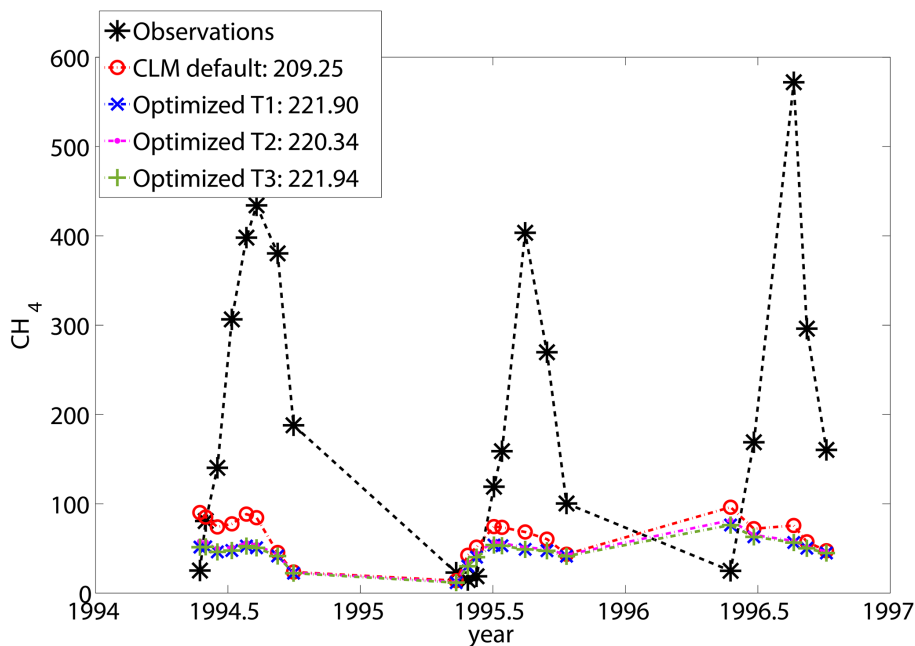 Observations
CLM default: 209.25
Optimized T1: 221.90
Optimized T2: 220.34
Optimized T3: 221.94
600
500
400
300
200
100
0
CH₄
1994
1994.5
1995
1995.5
1996
1996.5
1997
year